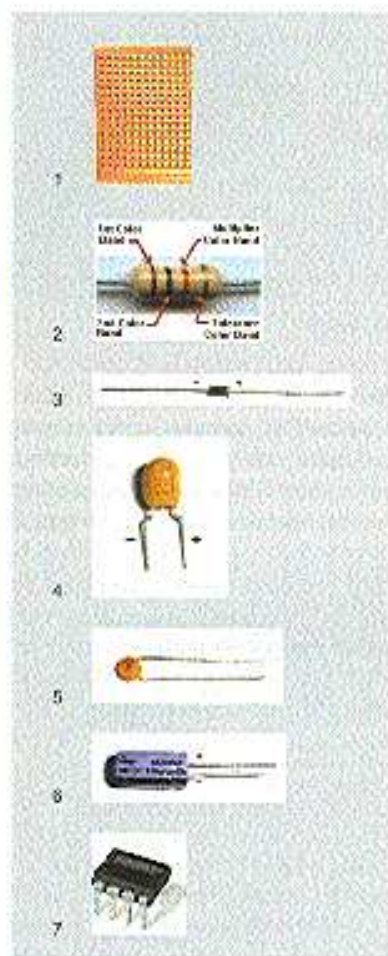 1
1st Color
Band
Multiplier
Color Band
2nd Color
Band
Tolerance
Color Band
2
3
- +
4
5
6
7